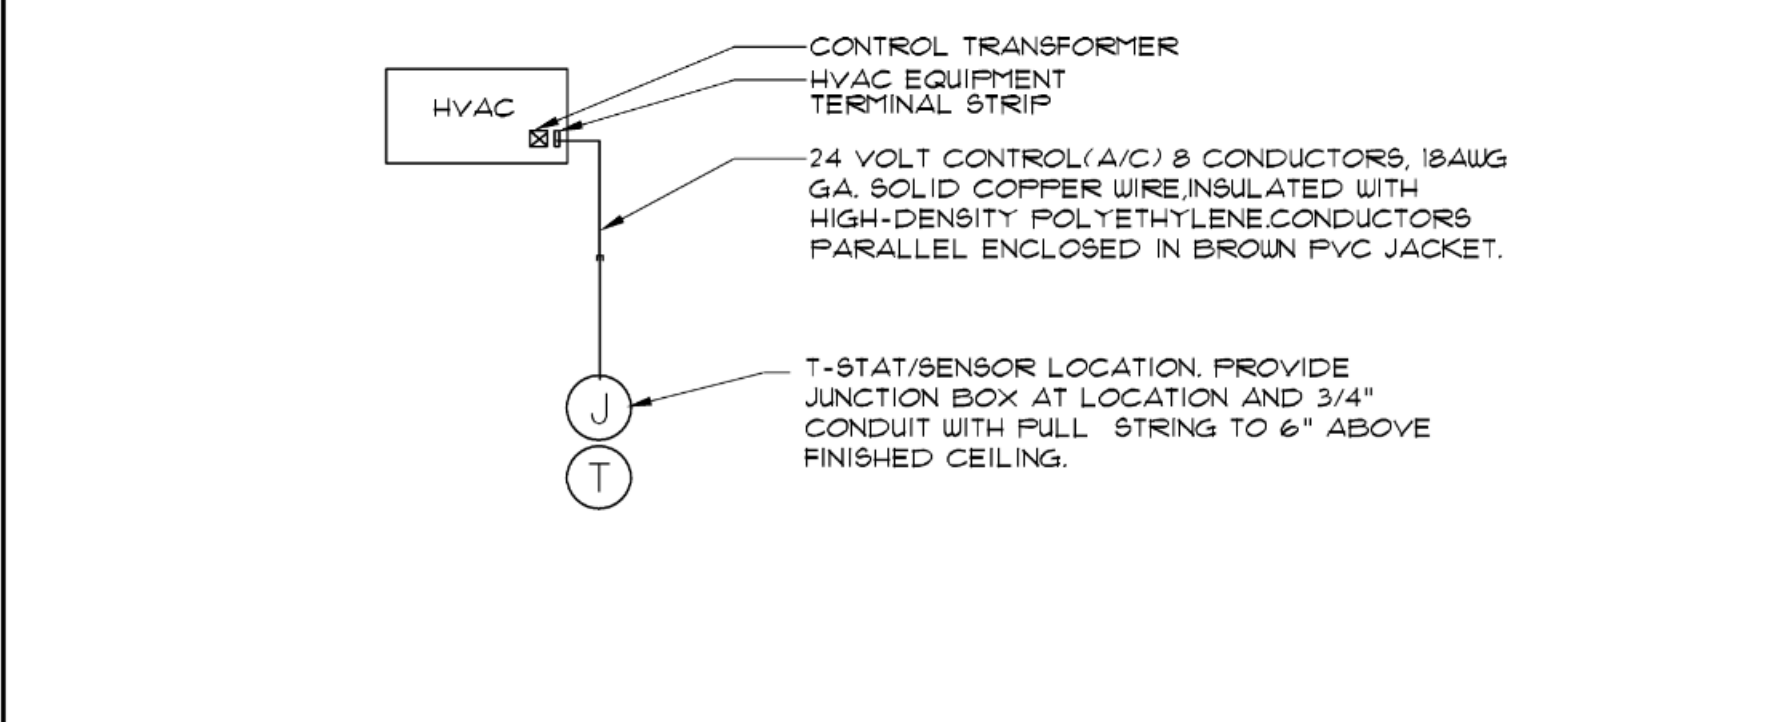 CONTROL TRANSFORMER
HVAC EQUIPMENT
TERMINAL STRIP
HVAC
24 VOLT CONTROL(A/C) 8 CONDUCTORS, 18AWG
GA. SOLID COPPER WIRE,INSULATED WITH
HIGH-DENSITY POLYETHYLENE.CONDUCTORS
PARALLEL ENCLOSED IN BROWN PVC JACKET.
T-STAT/SENSOR LOCATION. PROVIDE
JUNCTION BOX AT LOCATION AND 3/4"
CONDUIT WITH PULL STRING TO 6" ABOVE
FINISHED CEILING.
J
T